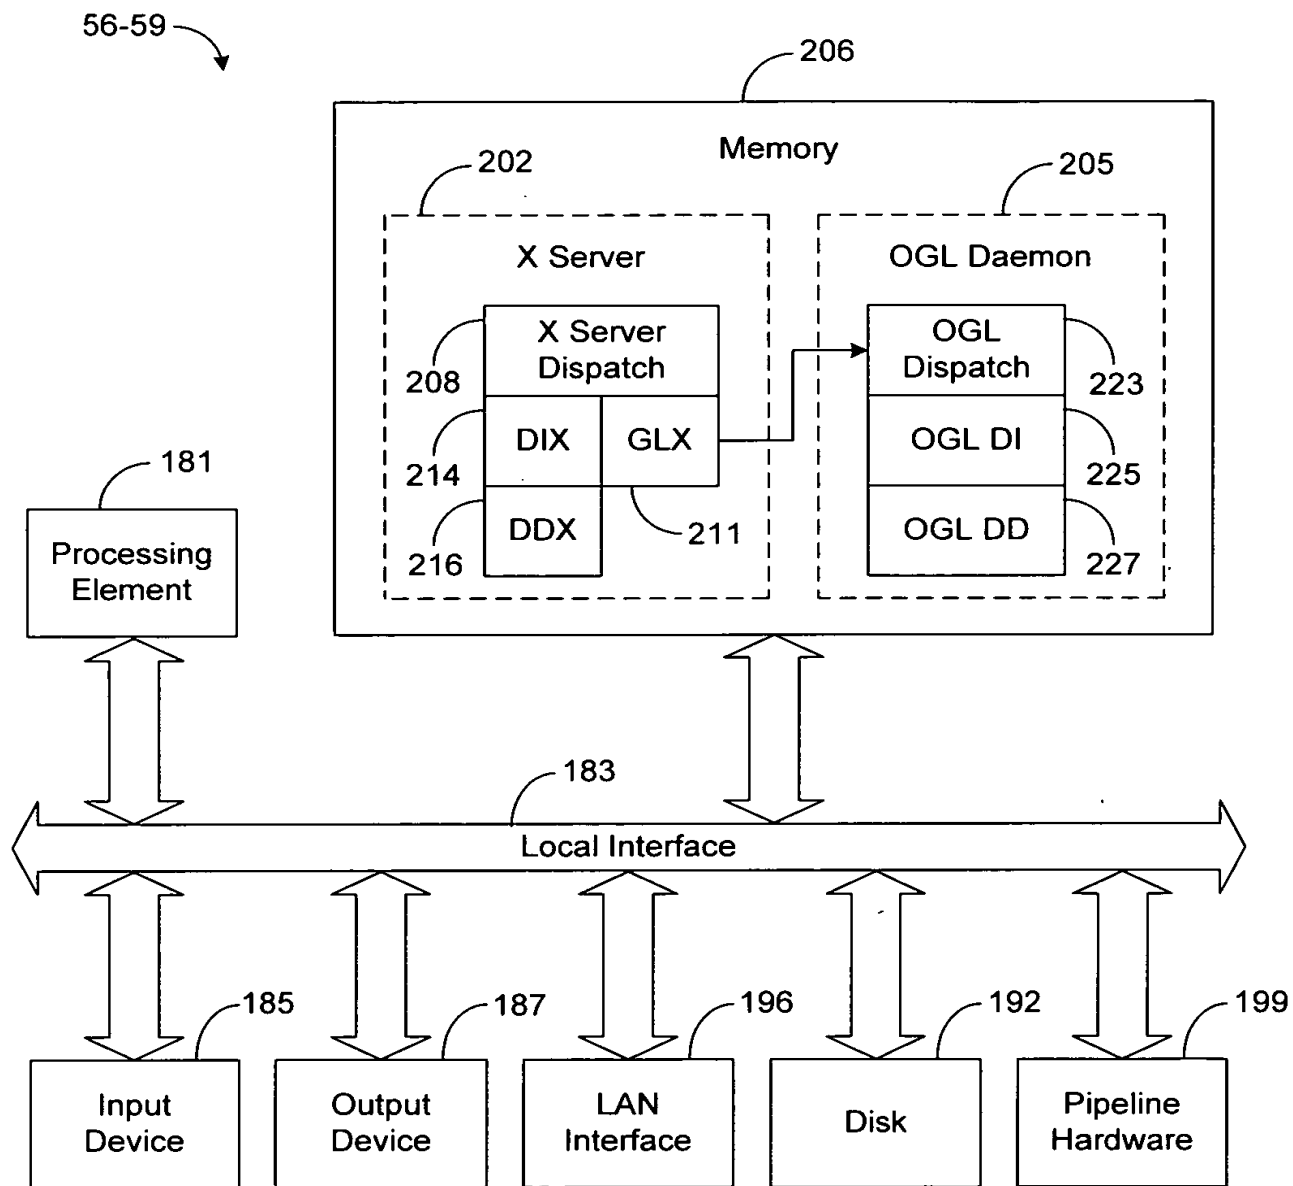 56-59
206
Memory
202
205
X Server
OGL Daemon
X Server
Dispatch
OGL
Dispatch
208
223
DIX
GLX
OGL DI
214
225
DDX
211
OGL DD
216
227
181
Processing
Element
183
Local Interface
185
187
196
192
199
Input
Device
Output
Device
LAN
Interface
Disk
Pipeline
Hardware